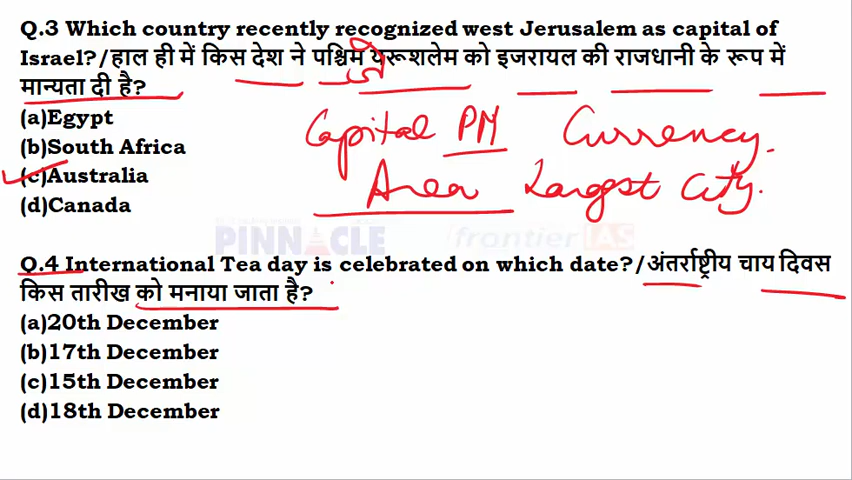 Q.3 Which country recently recognized west Jerusalem as capital of
Israel?/हाल ही में किस देश ने पश्चिम येरूशलेम को इजरायल की राजधानी के रूप में
मान्यता दी है?
(a)Egypt
(b)South Africa
(c)Australia
(d)Canada
Capital PM Currency.
Area Largest City.
PINNACLE frontier IAS
Q.4 International Tea day is celebrated on which date?/अंतर्राष्ट्रीय चाय दिवस
किस तारीख को मनाया जाता है?
(a)20th December
(b)17th December
(c)15th December
(d)18th December